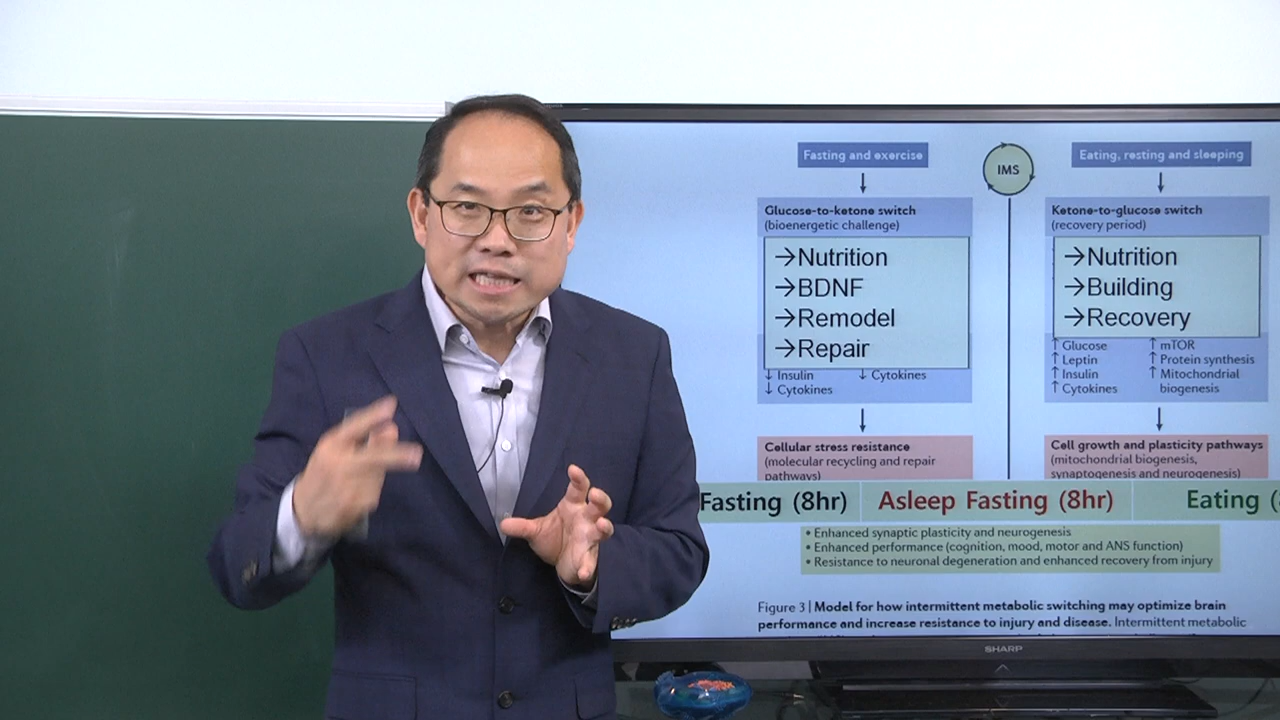 Fasting and exercise
IMS
Eating, resting and sleeping
Glucose-to-ketone switch
(bioenergetic challenge)
→Nutrition
→BDNF
→Remodel
→Repair
↓ Insulin
↓ Cytokines
↓ Cytokines
Ketone-to-glucose switch
(recovery period)
→Nutrition
→Building
→Recovery
↑ Glucose
↑ Leptin
↑ Insulin
↑ Cytokines
↑ mTOR
↑ Protein synthesis
↑ Mitochondrial
biogenesis
Cellular stress resistance
(molecular recycling and repair
pathways)
Cell growth and plasticity pathways
(mitochondrial biogenesis,
synaptogenesis and neurogenesis)
Fasting (8hr)
Asleep Fasting (8hr)
Eating (
• Enhanced synaptic plasticity and neurogenesis
• Enhanced performance (cognition, mood, motor and ANS function)
• Resistance to neuronal degeneration and enhanced recovery from injury
Figure 3 | Model for how intermittent metabolic switching may optimize brain
performance and increase resistance to injury and disease. Intermittent metabolic
SHARP